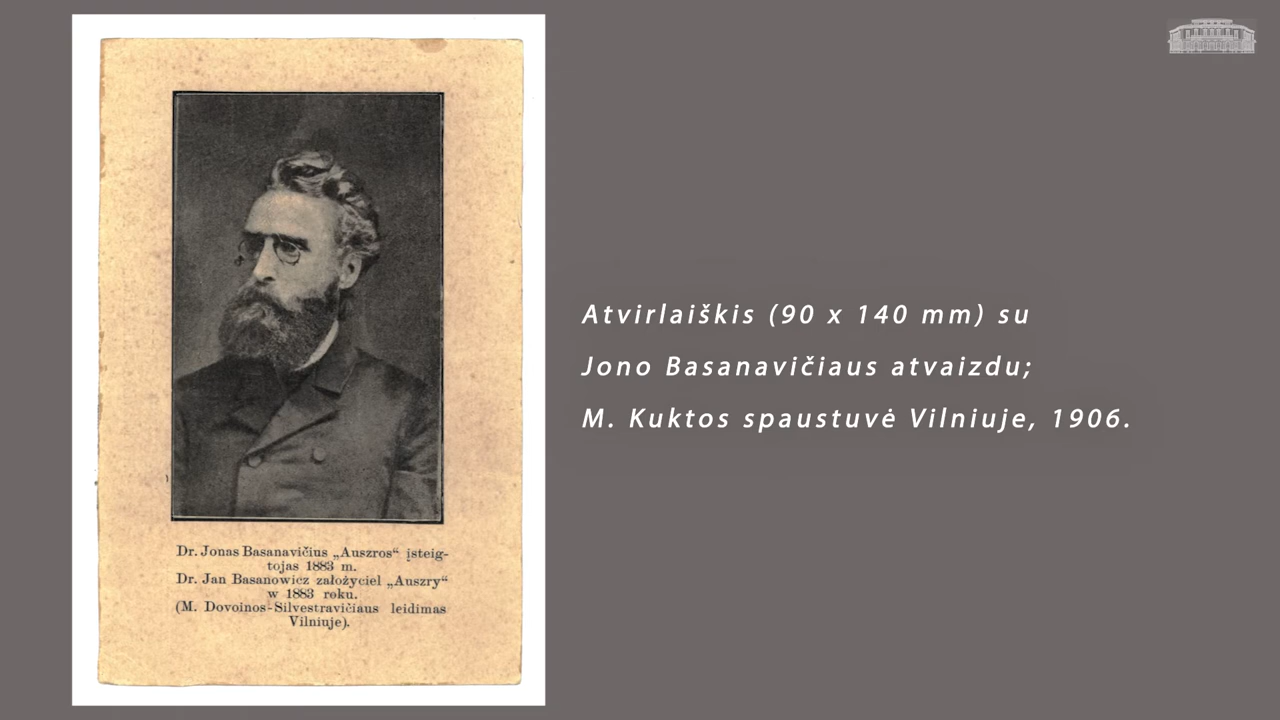 Dr. Jonas Basanavičius „Auszros“ įsteig-
tojas 1883 m.
Dr. Jan Basanowicz założyciel „Auszry“
w 1883 roku.
(M. Dovoinos-Silvestravičiaus leidimas
Vilniuje).
Atvirlaiškis (90 x 140 mm) su
Jono Basanavičiaus atvaizdu;
M. Kuktos spaustuvė Vilniuje, 1906.